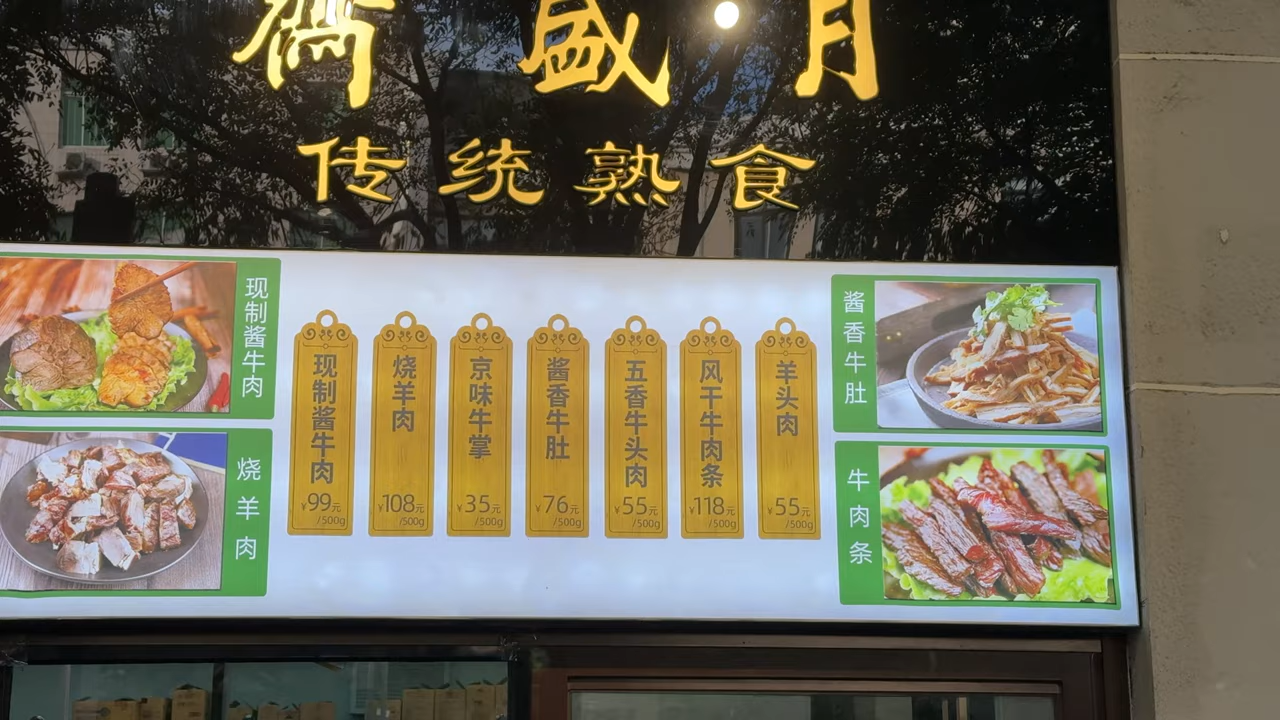 月盛斎
传统熟食
现制酱牛肉
烧羊肉
现制酱牛肉
¥99元
/500g
烧羊肉
¥108元
/500g
京味牛掌
¥35元
/500g
酱香牛肚
¥76元
/500g
五香牛头肉
¥55元
/500g
风干牛肉条
¥118元
/500g
羊头肉
¥55元
/500g
酱香牛肚
牛肉条